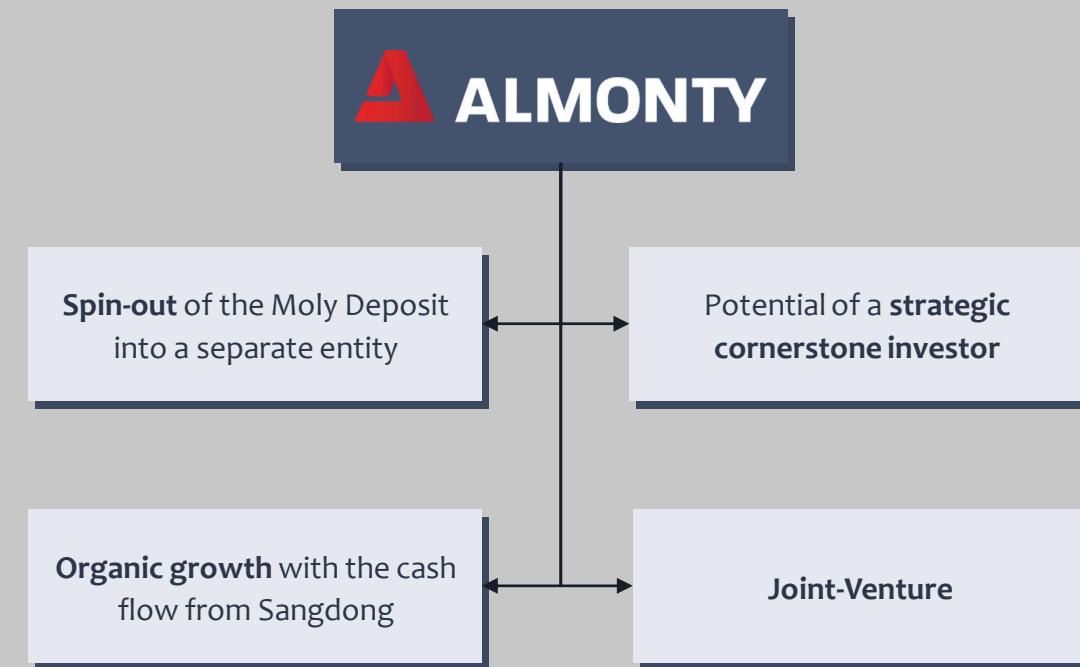 ALMONTY
Spin-out of the Moly Deposit
into a separate entity
Potential of a strategic
cornerstone investor
Organic growth with the cash
flow from Sangdong
Joint-Venture